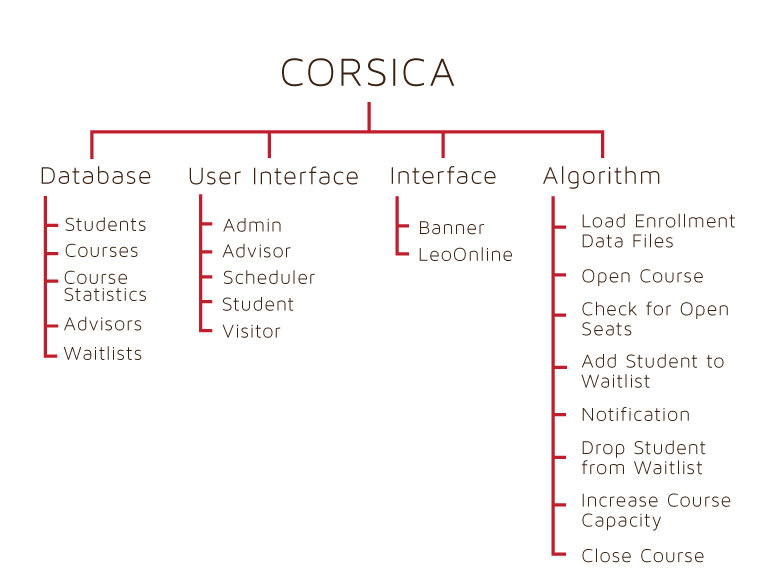 CORSICA
Database
Students
Courses
Course
Statistics
Advisors
Waitlists
User Interface
Admin
Advisor
Scheduler
Student
Visitor
Interface
Banner
LeoOnline
Algorithm
Load Enrollment
Data Files
Open Course
Check for Open
Seats
Add Student to
Waitlist
Notification
Drop Student
from Waitlist
Increase Course
Capacity
Close Course